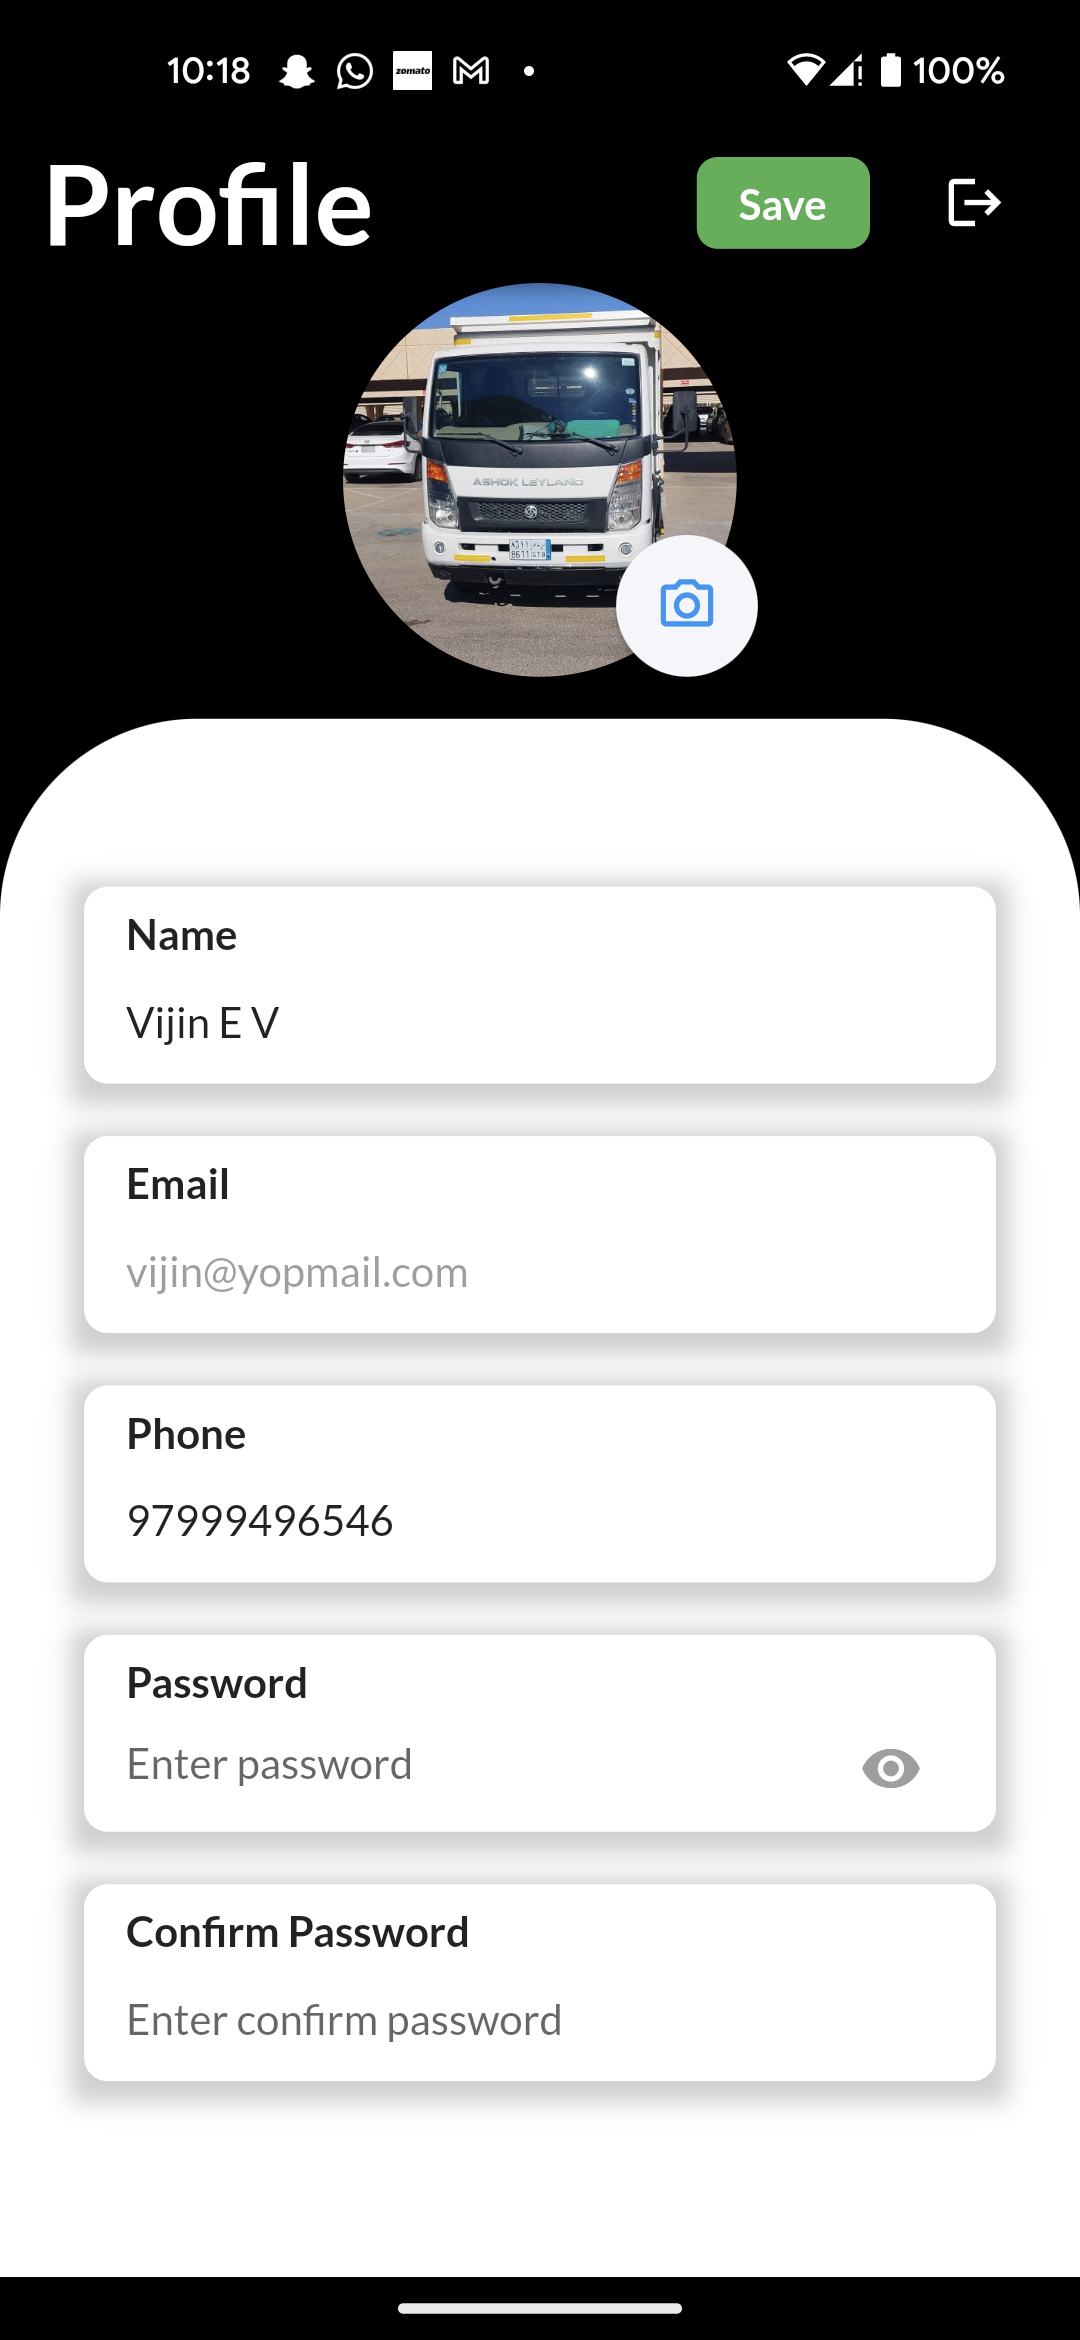 10:18 zomato 100%
Profile
Save
ASHOK LEYLAND
Name
Vijin E V
Email
vijin@yopmail.com
Phone
97999496546
Password
Enter password
Confirm Password
Enter confirm password